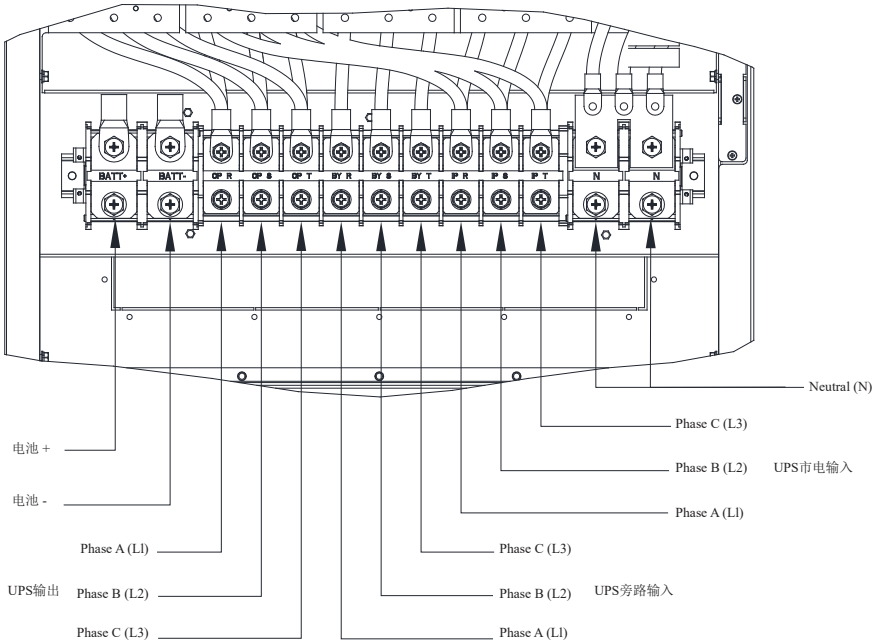 BATT+ BATT- OP R OP S OP T BY R BY S BY T IP R IP S IP T N N
Neutral (N)
Phase C (L3)
电池 +
Phase B (L2) UPS市电输入
电池 -
Phase A (Ll)
Phase A (Ll) Phase C (L3)
UPS输出 Phase B (L2) Phase B (L2) UPS旁路输入
Phase C (L3) Phase A (Ll)